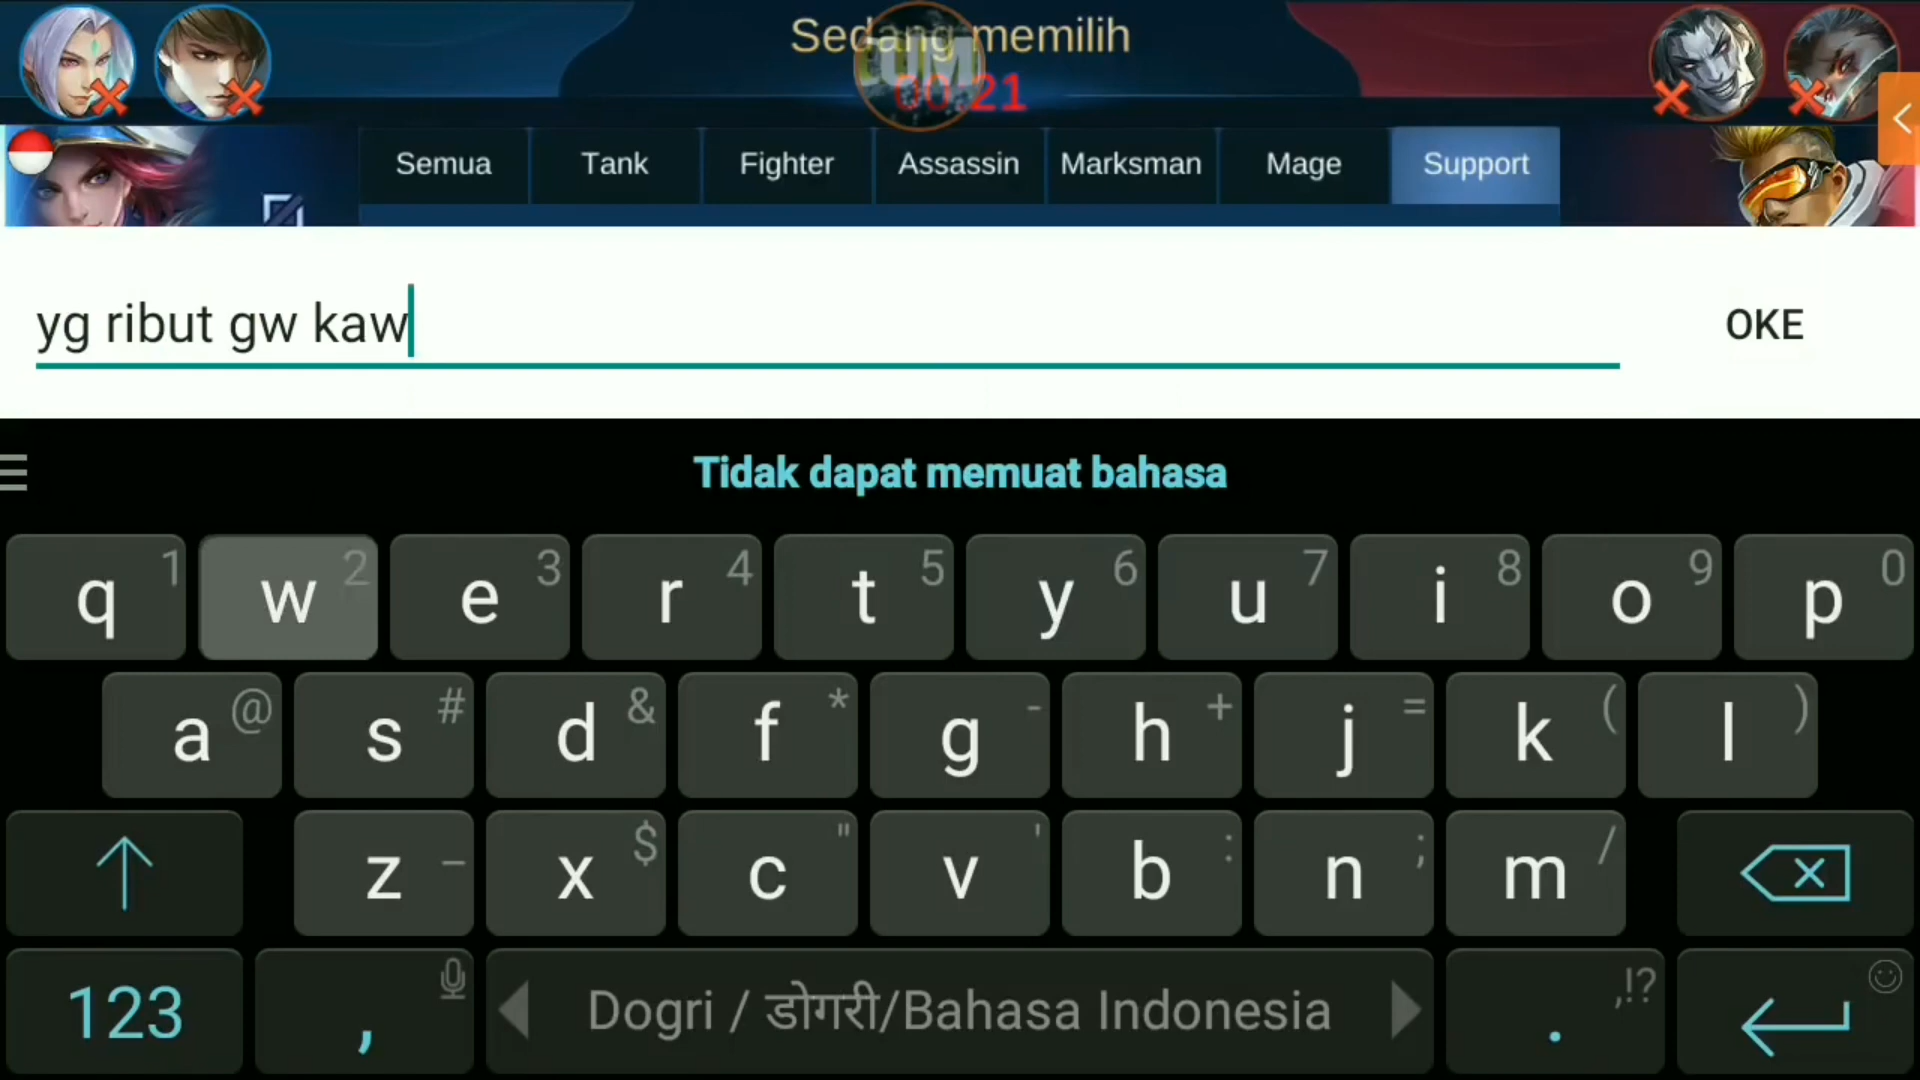 Sedang memilih
00:21
Semua
Tank
Fighter
Assassin
Marksman
Mage
Support
yg ribut gw kaw
OKE
Tidak dapat memuat bahasa
q 1 w 2 e 3 r 4 t 5 y 6 u 7 i 8 o 9 p 0
a @ s # d & f * g - h + j = k ( l )
z _ x $ c " v ' b : n ; m /
123 , Dogri / डोगरी/Bahasa Indonesia . ,!?